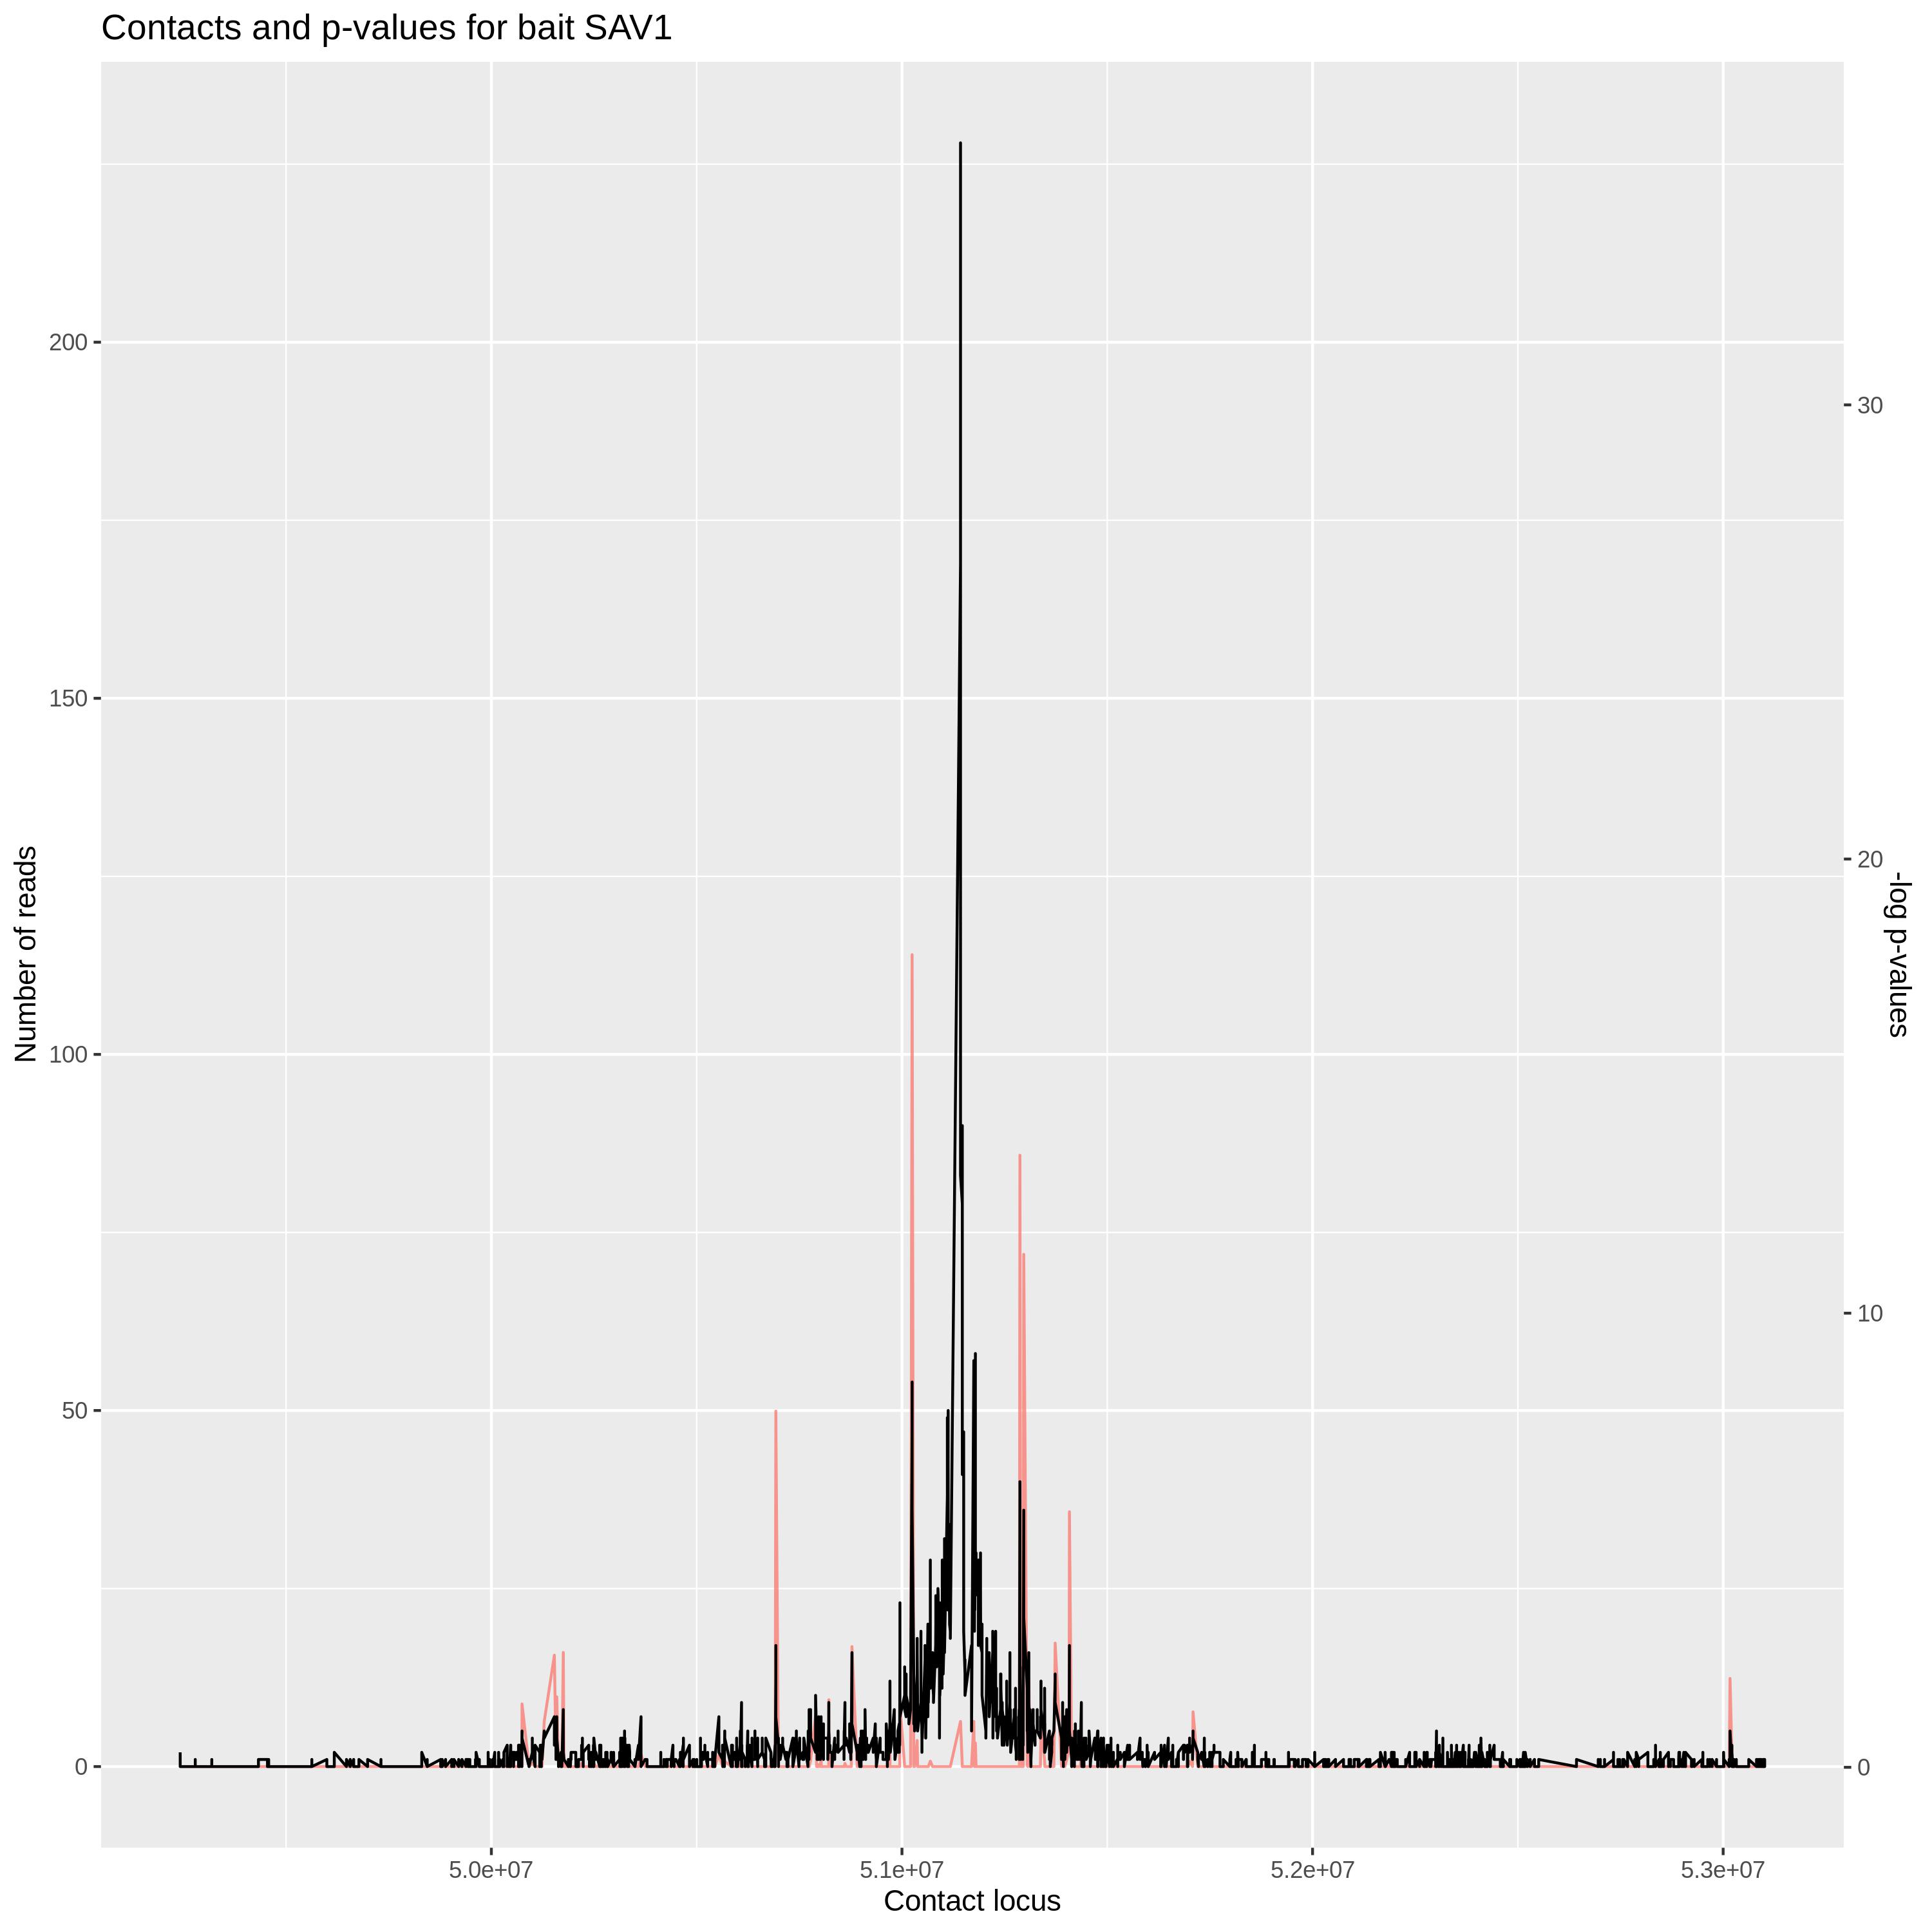 Contacts and p-values for bait SAV1
Number of reads
200
150
100
50
0
30
20
10
0
-log p-values
5.0e+07 5.1e+07 5.2e+07 5.3e+07
Contact locus